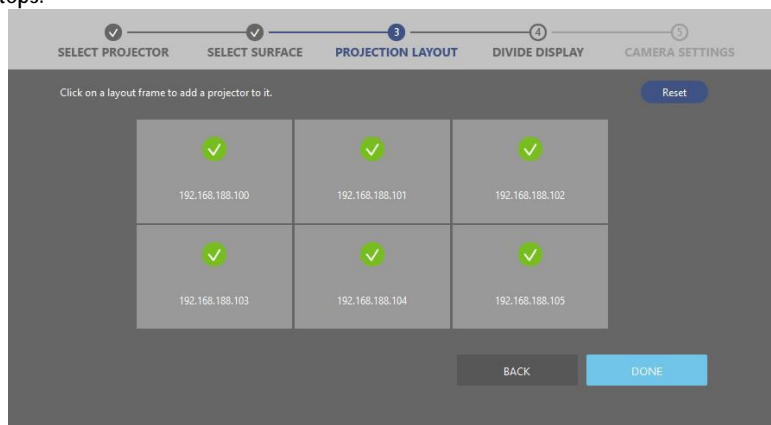 3
4
5
SELECT PROJECTOR
SELECT SURFACE
PROJECTION LAYOUT
DIVIDE DISPLAY
CAMERA SETTINGS
Click on a layout frame to add a projector to it.
Reset
192.168.188.100
192.168.188.101
192.168.188.102
192.168.188.103
192.168.188.104
192.168.188.105
BACK
DONE